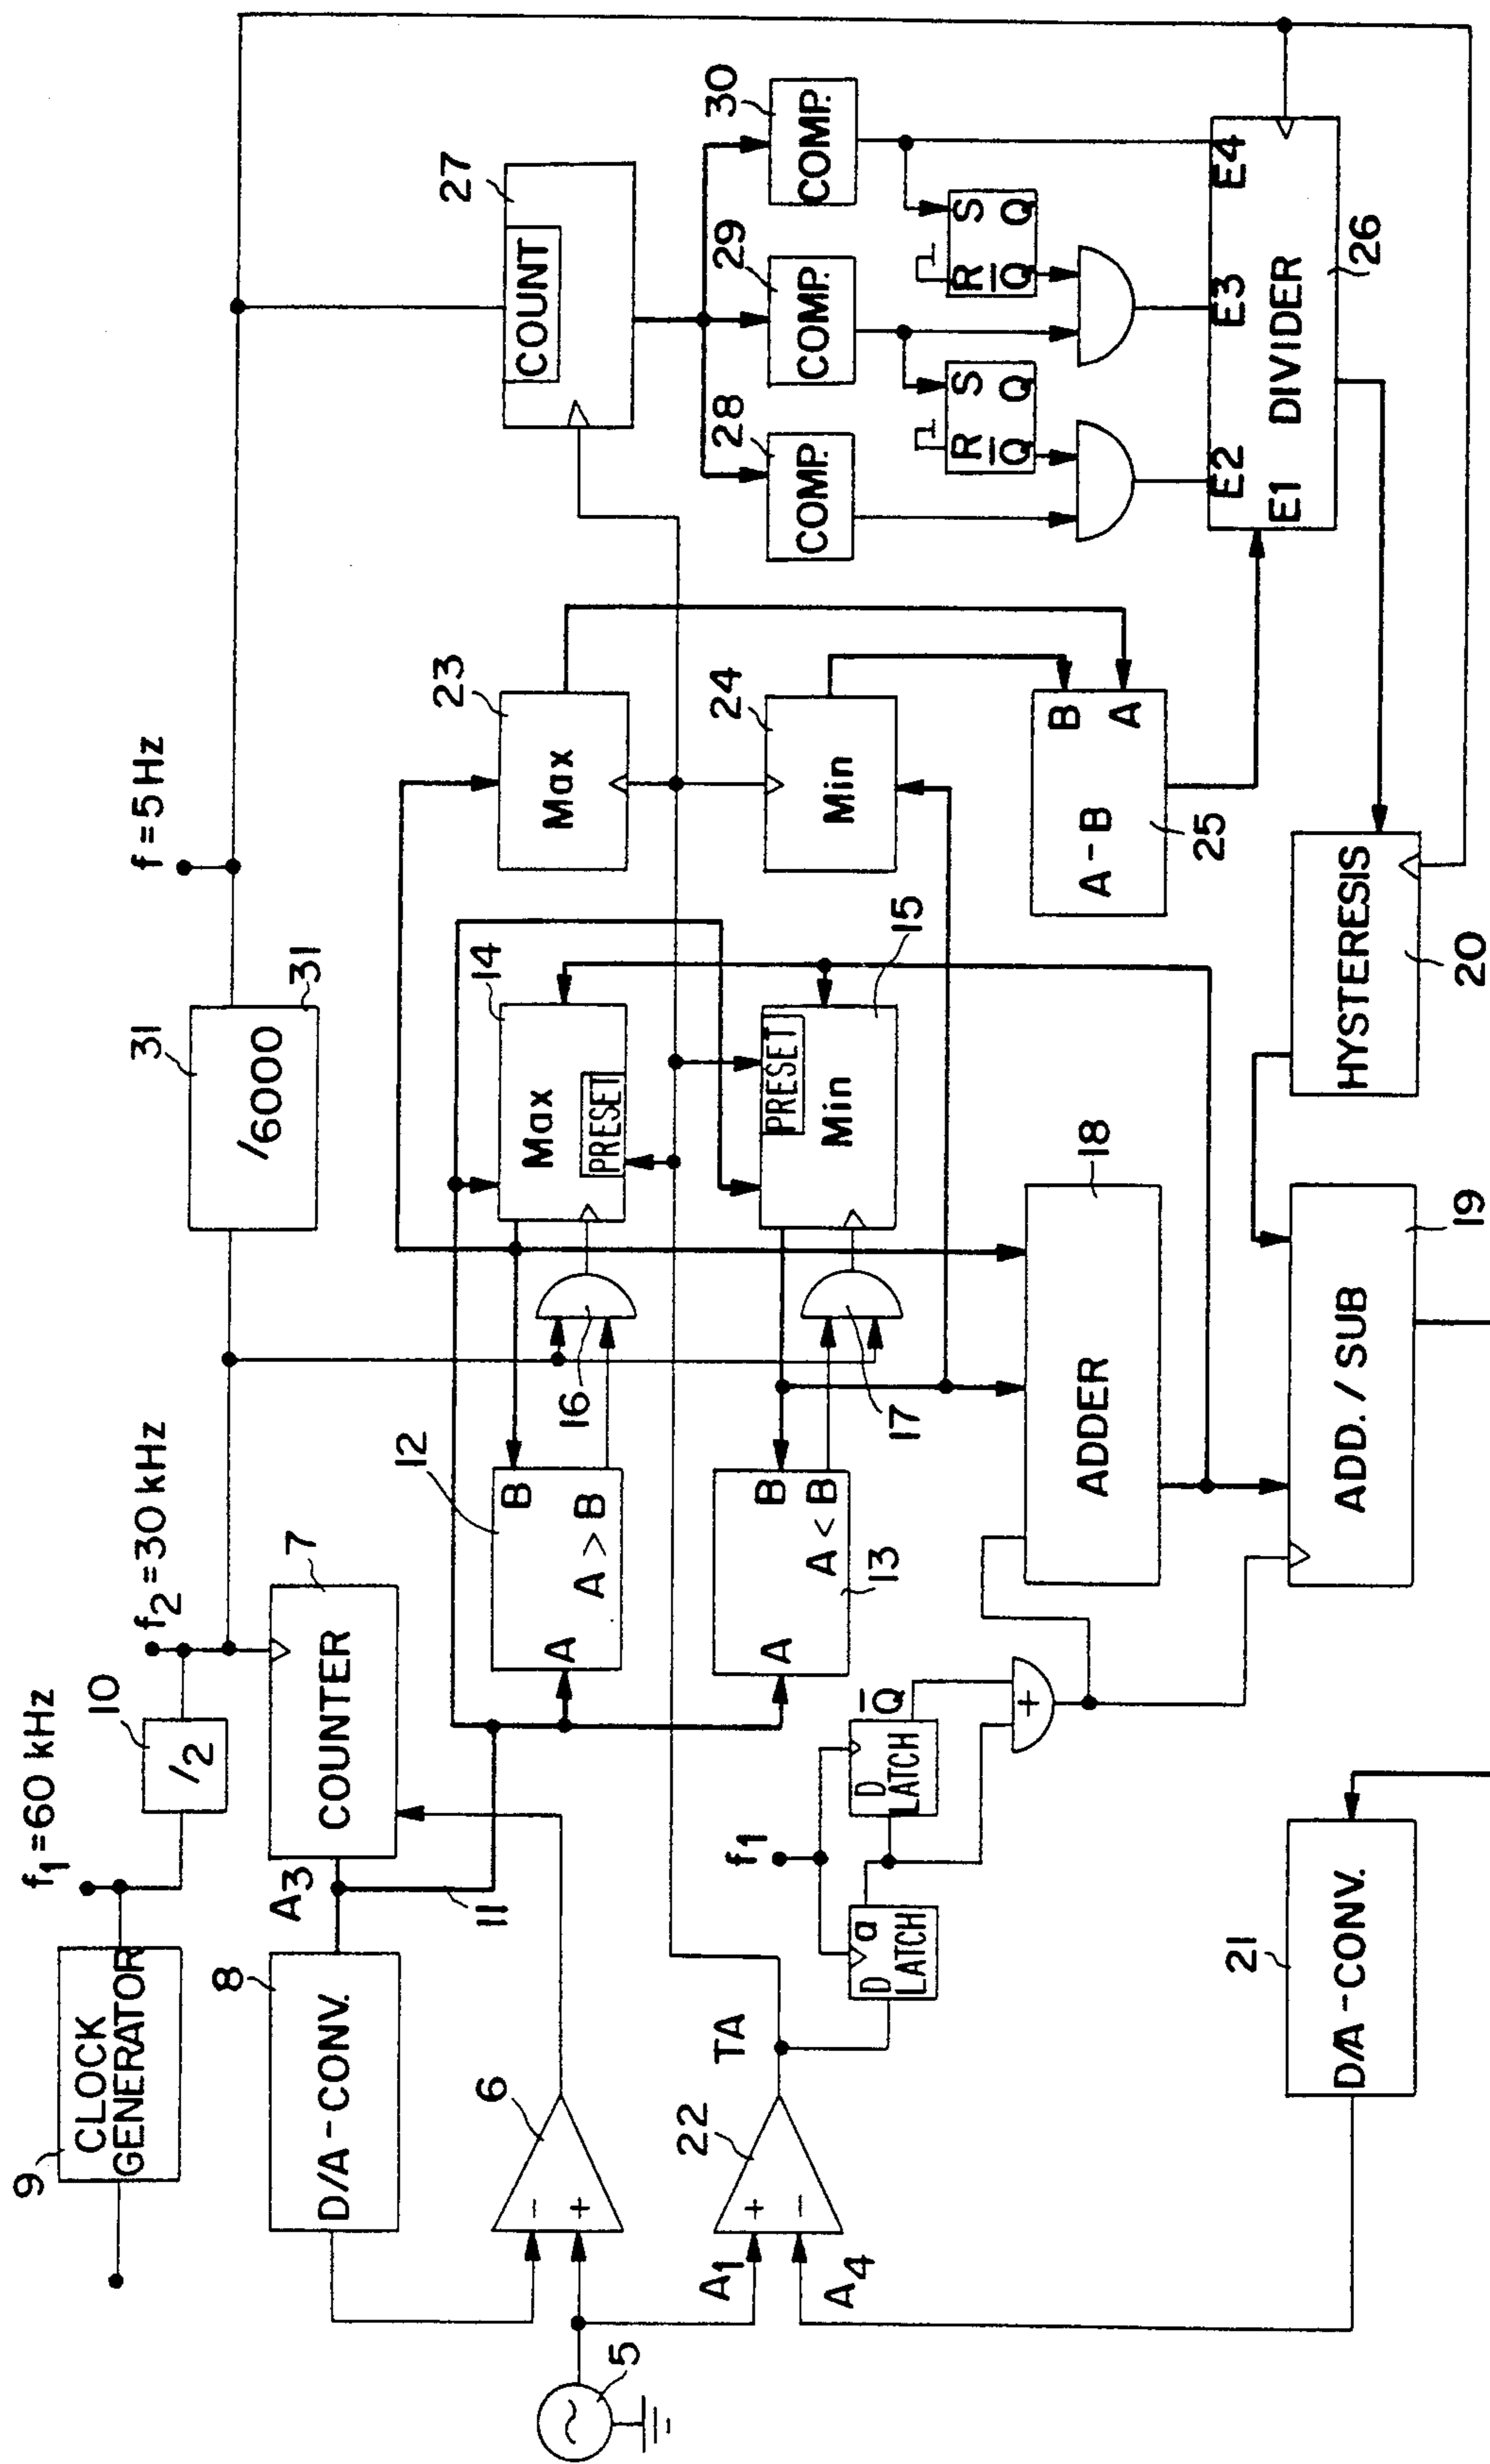 9
CLOCK
GENERATOR
f1=60 kHz
10
/2
f2=30 kHz
31
/6000
31
f=5Hz
8
D/A-CONV.
A3
11
7
COUNTER
12
A
B
A>B
16
14
Max
PRESET
23
Max
27
COUNT
6
-
+
5
22
+
-
A1
A4
TA
13
A
B
A<B
17
15
PRESET
Min
24
Min
28
COMP.
29
COMP.
30
COMP.
R
S
Q
Q
R
S
Q
Q
f1
D
a
LATCH
D
LATCH
Q
+
18
ADDER
B
A
A-B
25
E1
E2
E3
E4
DIVIDER
26
21
D/A-CONV.
19
ADD./SUB
HYSTERESIS
20